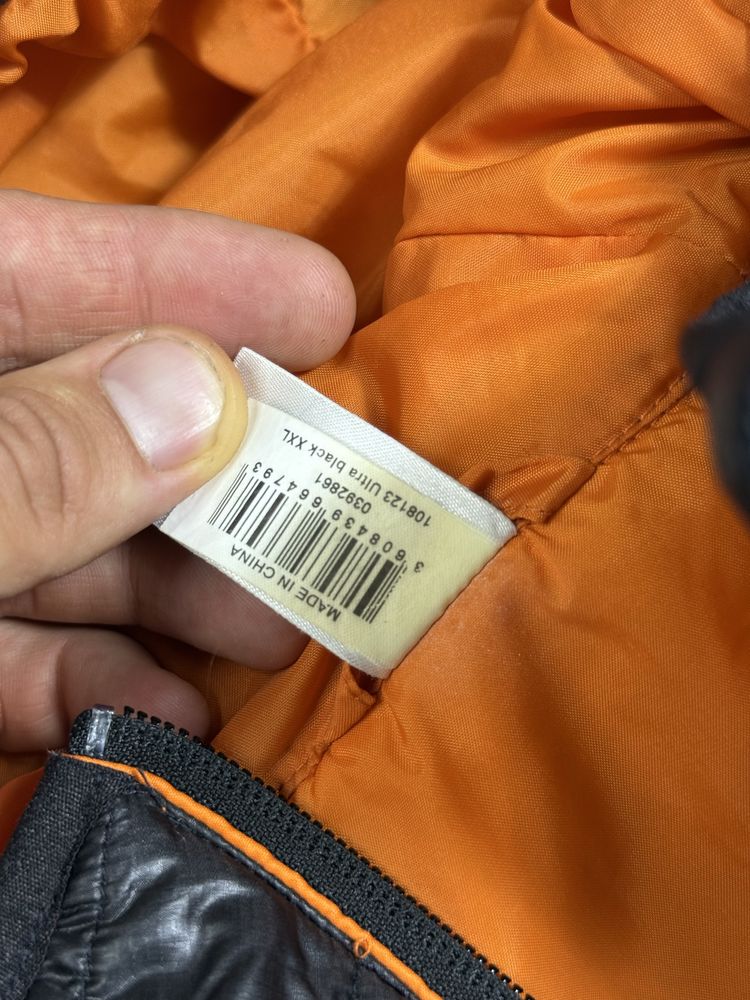 108123 Ultra black XXL
0392861
3 608439 664793
MADE IN CHINA